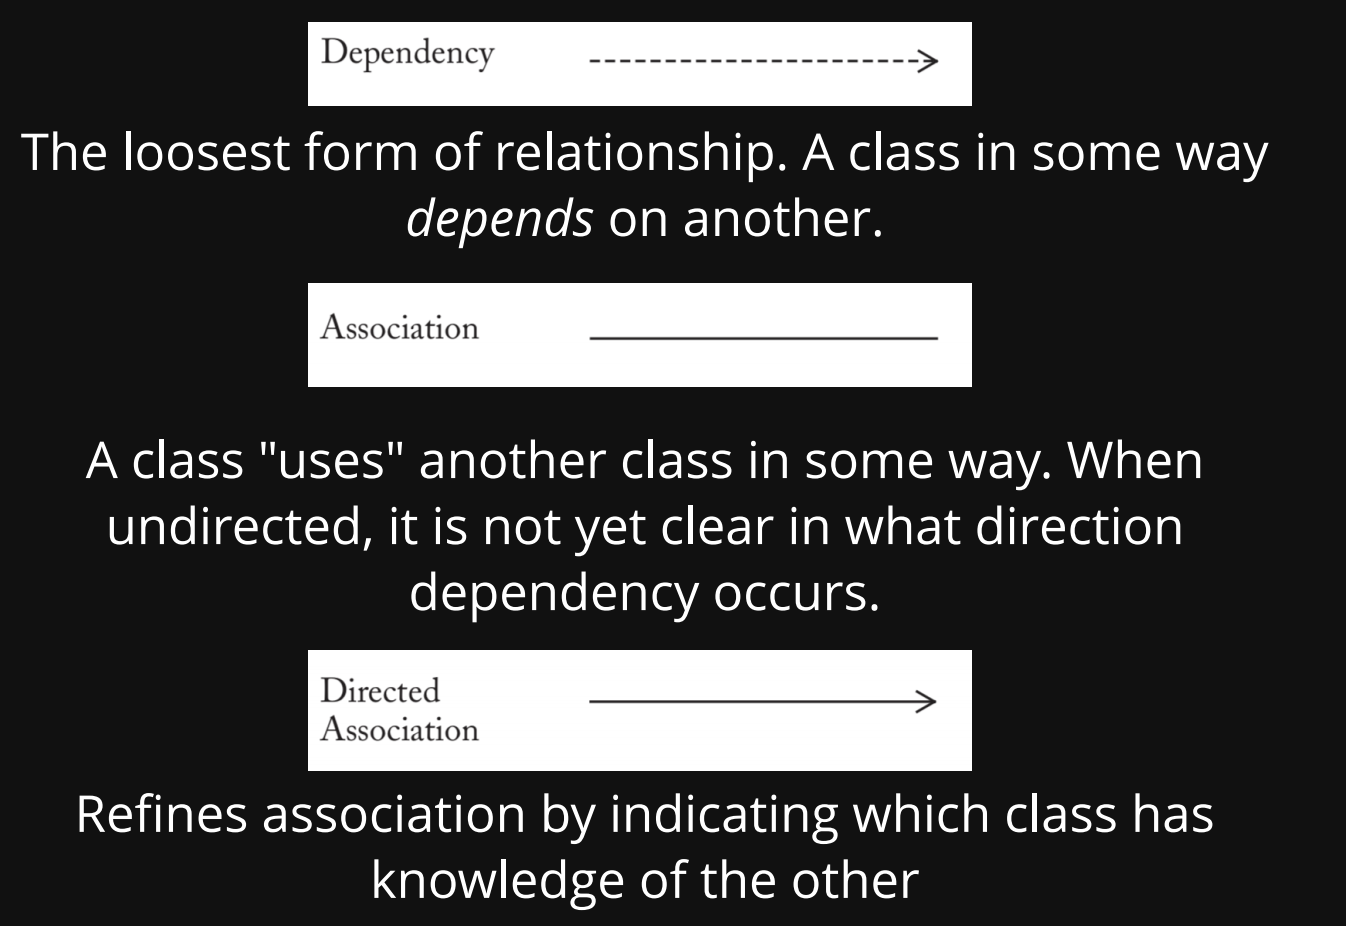 Dependency
The loosest form of relationship. A class in some way
depends on another.
Association
A class "uses" another class in some way. When
undirected, it is not yet clear in what direction
dependency occurs.
Directed
Association
Refines association by indicating which class has
knowledge of the other